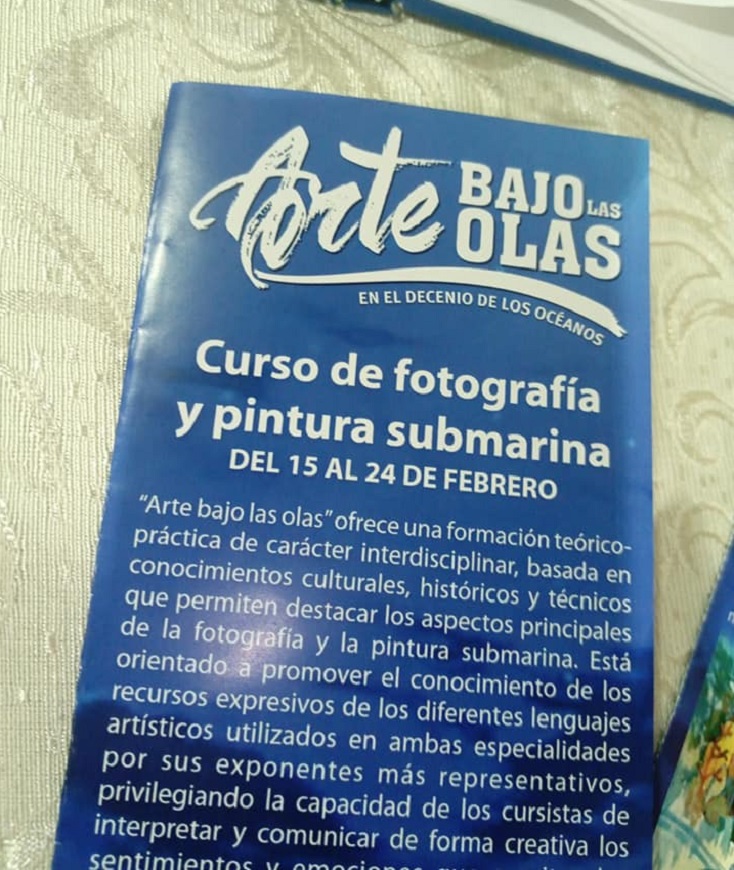 Arte BAJO LAS OLAS
EN EL DECENIO DE LOS OCÉANOS
Curso de fotografía
y pintura submarina
DEL 15 AL 24 DE FEBRERO
“Arte bajo las olas” ofrece una formación teórico-
práctica de carácter interdisciplinar, basada en
conocimientos culturales, históricos y técnicos
que permiten destacar los aspectos principales
de la fotografía y la pintura submarina. Está
orientado a promover el conocimiento de los
recursos expresivos de los diferentes lenguajes
artísticos utilizados en ambas especialidades
por sus exponentes más representativos,
privilegiando la capacidad de los cursistas de
interpretar y comunicar de forma creativa los
sentimientos y emociones